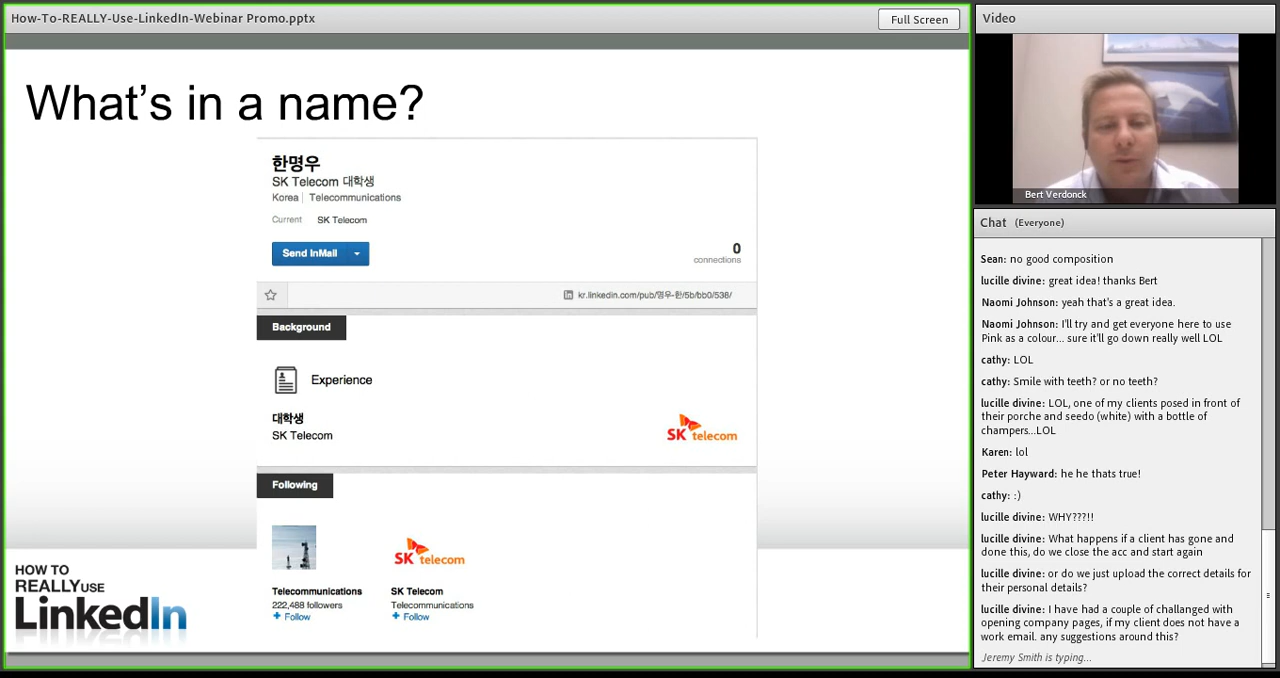 How-To-REALLY-Use-LinkedIn-Webinar Promo.pptx
Full Screen
What's in a name?
한명우
SK Telecom 대학생
Korea | Telecommunications
Current SK Telecom
Send InMail
0
connections
kr.linkedin.com/pub/명우-한/5b/bb0/538/
Background
Experience
대학생
SK Telecom
SK telecom
Following
SK telecom
Telecommunications
222,488 followers
+ Follow
SK Telecom
Telecommunications
+ Follow
HOW TO
REALLY USE
LinkedIn
Video
Bert Verdonck
Chat (Everyone)
Sean: no good composition
lucille divine: great idea! thanks Bert
Naomi Johnson: yeah that's a great idea.
Naomi Johnson: I'll try and get everyone here to use
Pink as a colour... sure it'll go down really well LOL
cathy: LOL
cathy: Smile with teeth? or no teeth?
lucille divine: LOL, one of my clients posed in front of
their porche and seedo (white) with a bottle of
champers...LOL
Karen: lol
Peter Hayward: he he thats true!
cathy: :)
lucille divine: WHY???!!
lucille divine: What happens if a client has gone and
done this, do we close the acc and start again
lucille divine: or do we just upload the correct details for
their personal details?
lucille divine: I have had a couple of challanged with
opening company pages, if my client does not have a
work email. any suggestions around this?
Jeremy Smith is typing...